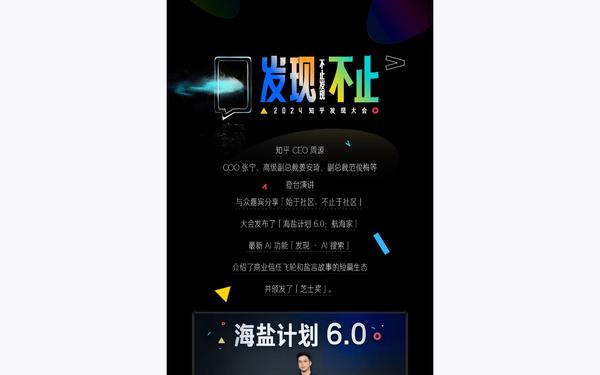 发现 不止发现 不止
2024知乎发现大会
知乎 CEO 周源
COO 张宁、高级副总裁姜安琦、副总裁范俊梅等
登台演讲
与众嘉宾分享「始于社区，不止于社区」
大会发布了「海盐计划 6.0：航海家」
最新 AI 功能「发现 · AI 搜索」
介绍了商业信任飞轮和盐言故事的短篇生态
并颁发了「芝士奖」。
海盐计划 6.0